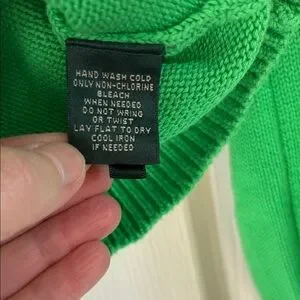 HAND WASH COLD
ONLY NON-CHLORINE
BLEACH
WHEN NEEDED
DO NOT WRING
OR TWIST
LAY FLAT TO DRY
COOL IRON
IF NEEDED